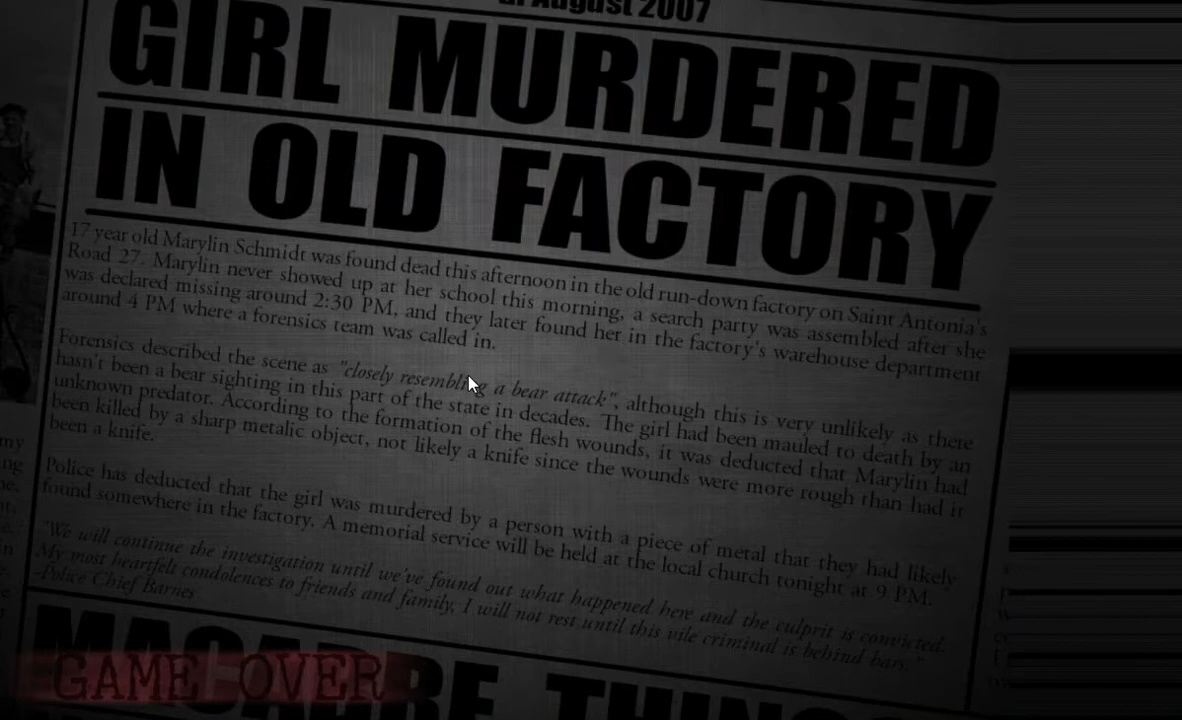 August 2007
GIRL MURDERED
IN OLD FACTORY
17 year old Marylin Schmidt was found dead this afternoon in the old run-down factory on Saint Antonia's
Road 27. Marylin never showed up at her school this morning, a search party was assembled after she
was declared missing around 2:30 PM, and they later found her in the factory's warehouse department
around 4 PM where a forensics team was called in.
Forensics described the scene as "closely resembling a bear attack", although this is very unlikely as there
hasn't been a bear sighting in this part of the state in decades. The girl had been mauled to death by an
unknown predator. According to the formation of the flesh wounds, it was deducted that Marylin had
been killed by a sharp metalic object, not likely a knife since the wounds were more rough than had it
been a knife.
Police has deducted that the girl was murdered by a person with a piece of metal that they had likely
found somewhere in the factory. A memorial service will be held at the local church tonight at 9 PM.
"We will continue the investigation until we've found out what happened here and the culprit is convicted.
My most heartfelt condolences to friends and family, I will not rest until this vile criminal is behind bars."
-Police Chief Barnes
MACABRE THINGS
GAME OVER